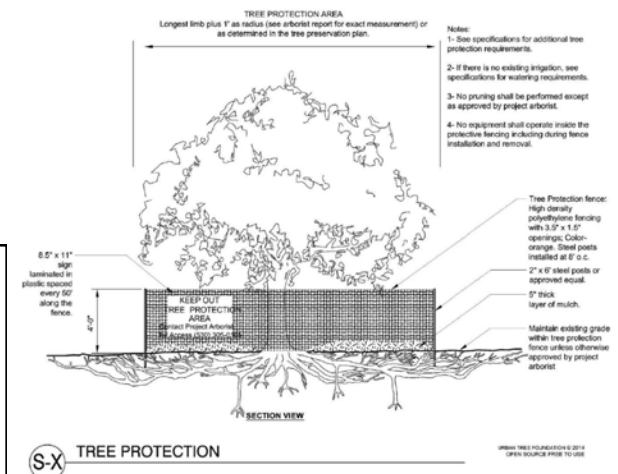 TREE PROTECTION AREA
Longest limb plus 1' as radius (see arborist report for exact measurement) or
as determined in the tree preservation plan.
Notes:
1- See specifications for additional tree
protection requirements.
2- If there is no existing irrigation, see
specifications for watering requirements.
3- No pruning shall be performed except
as approved by project arborist.
4- No equipment shall operate inside the
protective fencing including during fence
installation and removal.
8.5" x 11"
sign
laminated in
plastic spaced
every 50'
along the
fence.
4'-0"
KEEP OUT
TREE PROTECTION
AREA
Contact Project Arborist
for Access (530)
Tree Protection fence:
High density
polyethylene fencing
with 3.5" x 1.5"
openings; Color-
orange. Steel posts
installed at 8' o.c.
2" x 6' steel posts or
approved equal.
5" thick
layer of mulch.
Maintain existing grade
within tree protection
fence unless otherwise
approved by project
arborist
SECTION VIEW
S-X
TREE PROTECTION
URBAN TREE FOUNDATION © 2014
OPEN SOURCE FREE TO USE